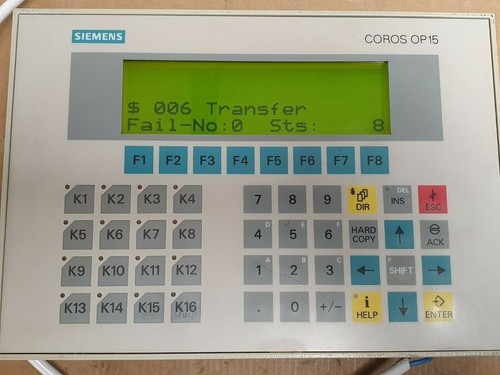 SIEMENS
COROS OP15
$ 006 Transfer
Fail-No:0 Sts: 8
F1 F2 F3 F4 F5 F6 F7 F8
K1 K2 K3 K4 7 8 9 DIR DEL INS ESC
K5 K6 K7 K8 4 D 5 E 6 F HARD COPY ACK
K9 K10 K11 K12 1 A 2 B 3 C SHIFT
K13 K14 K15 K16 . 0 +/- i HELP ENTER